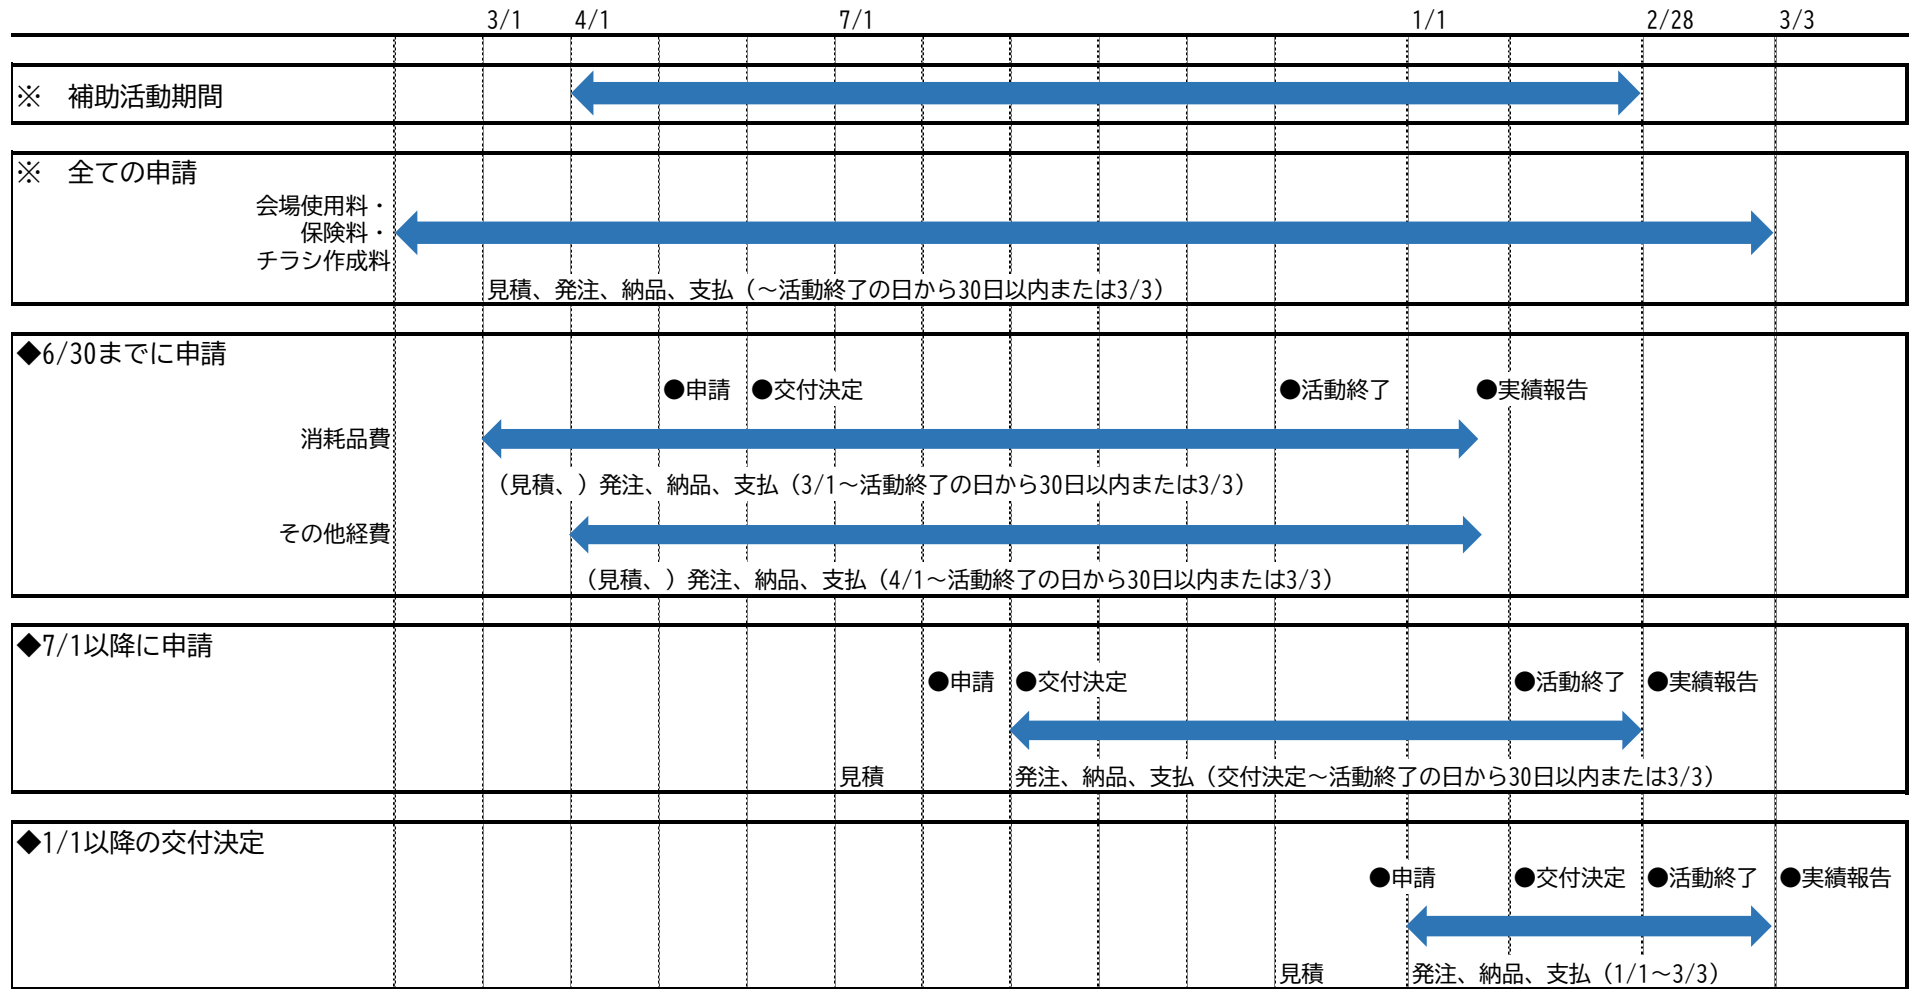 3/1 4/1 7/1 1/1 2/28 3/3
※ 補助活動期間
※ 全ての申請
会場使用料・
保険料・
チラシ作成料
見積、発注、納品、支払（～活動終了の日から30日以内または3/3）
◆6/30までに申請
●申請 ●交付決定 ●活動終了 ●実績報告
消耗品費
（見積、）発注、納品、支払（3/1～活動終了の日から30日以内または3/3）
その他経費
（見積、）発注、納品、支払（4/1～活動終了の日から30日以内または3/3）
◆7/1以降に申請
●申請 ●交付決定 ●活動終了 ●実績報告
見積 発注、納品、支払（交付決定～活動終了の日から30日以内または3/3）
◆1/1以降の交付決定
●申請 ●交付決定 ●活動終了 ●実績報告
見積 発注、納品、支払（1/1～3/3）